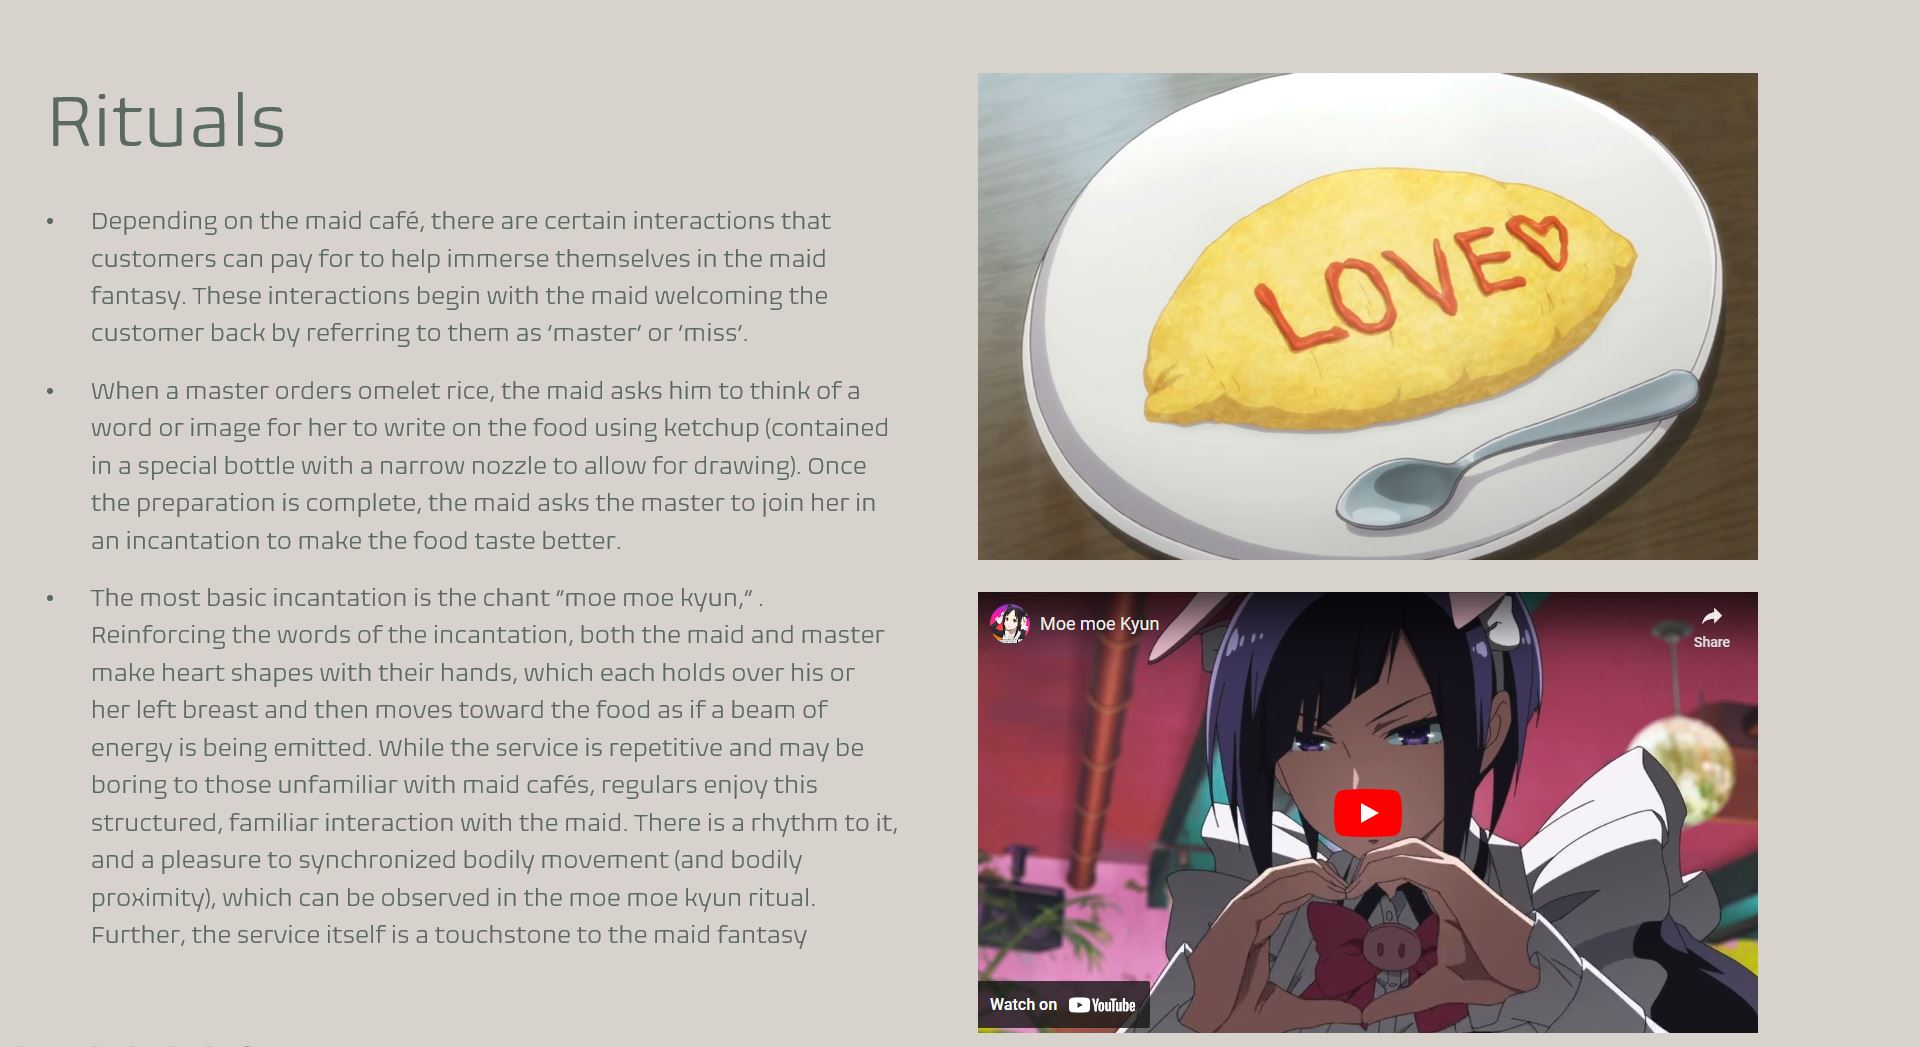 Rituals
• Depending on the maid café, there are certain interactions that
customers can pay for to help immerse themselves in the maid
fantasy. These interactions begin with the maid welcoming the
customer back by referring to them as ‘master’ or ‘miss’.
• When a master orders omelet rice, the maid asks him to think of a
word or image for her to write on the food using ketchup (contained
in a special bottle with a narrow nozzle to allow for drawing). Once
the preparation is complete, the maid asks the master to join her in
an incantation to make the food taste better.
• The most basic incantation is the chant “moe moe kyun,“ .
Reinforcing the words of the incantation, both the maid and master
make heart shapes with their hands, which each holds over his or
her left breast and then moves toward the food as if a beam of
energy is being emitted. While the service is repetitive and may be
boring to those unfamiliar with maid cafés, regulars enjoy this
structured, familiar interaction with the maid. There is a rhythm to it,
and a pleasure to synchronized bodily movement (and bodily
proximity), which can be observed in the moe moe kyun ritual.
Further, the service itself is a touchstone to the maid fantasy
LOVE
Moe moe Kyun
Share
Watch on YouTube